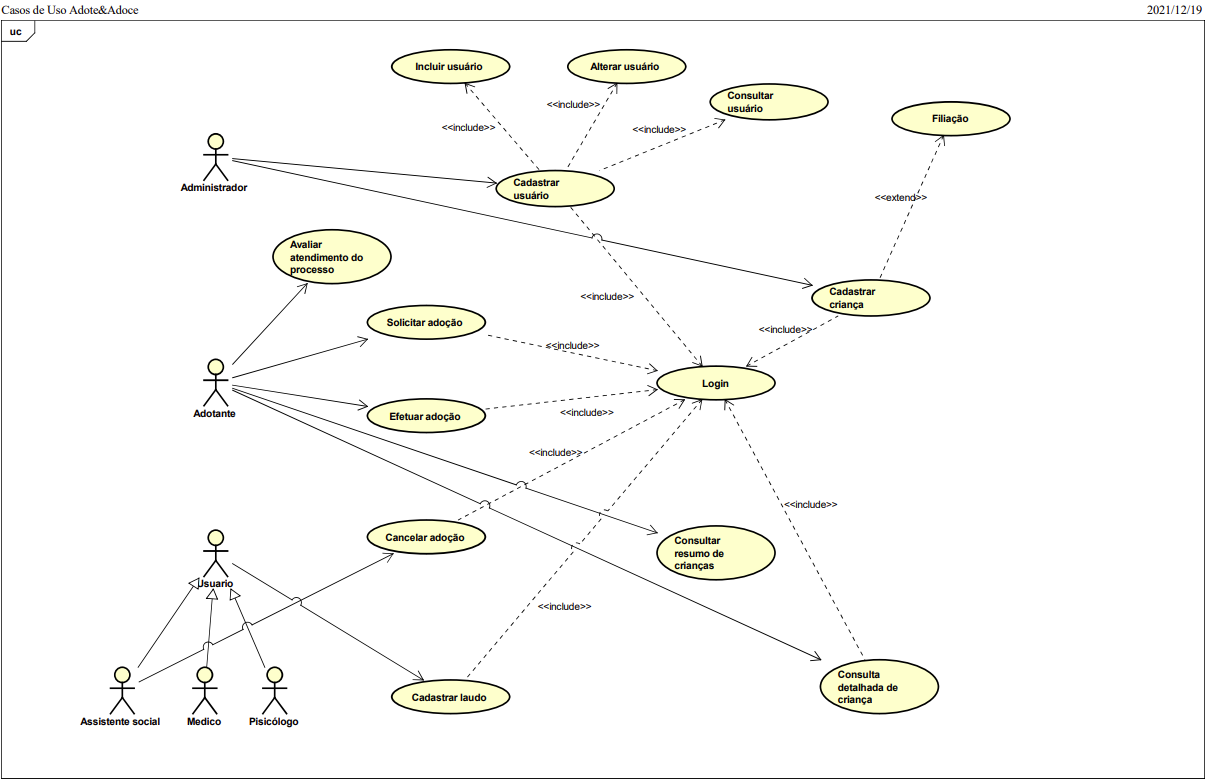 Casos de Uso Adote&Adoce
2021/12/19
uc
Incluir usuário
Alterar usuário
Consultar
usuário
Filiação
<<include>>
<<include>>
<<include>>
Administrador
Cadastrar
usuário
<<extend>>
Avaliar
atendimento do
processo
Cadastrar
criança
<<include>>
Solicitar adoção
<<include>>
<<include>>
Login
Adotante
Efetuar adoção
<<include>>
<<include>>
<<include>>
Cancelar adoção
Consultar
resumo de
crianças
Usuario
<<include>>
Consulta
detalhada de
criança
Cadastrar laudo
Assistente social
Medico
Pisicólogo